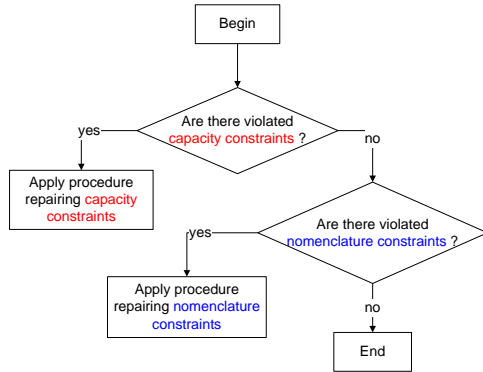 Begin
Are there violated
capacity constraints ?
yes
no
Apply procedure
repairing capacity
constraints
Are there violated
nomenclature constraints ?
yes
Apply procedure
repairing nomenclature
constraints
no
End